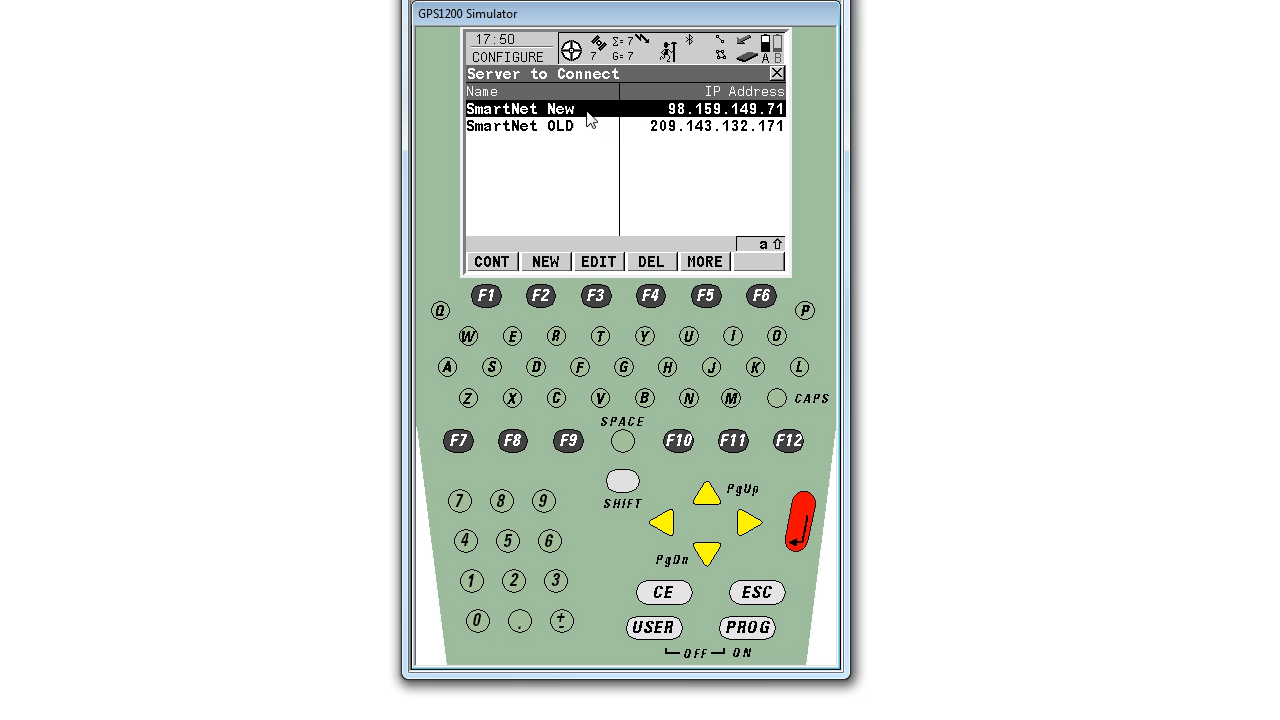 GPS1200 Simulator
17:50
CONFIGURE
7
Σ=7
G=7
A B
Server to Connect
Name IP Address
SmartNet New 98.159.149.71
SmartNet OLD 209.143.132.171
a
CONT NEW EDIT DEL MORE
F1 F2 F3 F4 F5 F6
Q P
W E R T Y U I O
A S D F G H J K L
Z X C V B N M CAPS
SPACE
F7 F8 F9 F10 F11 F12
SHIFT
PgUp
7 8 9
4 5 6
PgDn
1 2 3
CE ESC
0 . ±
USER PROG
OFF ON